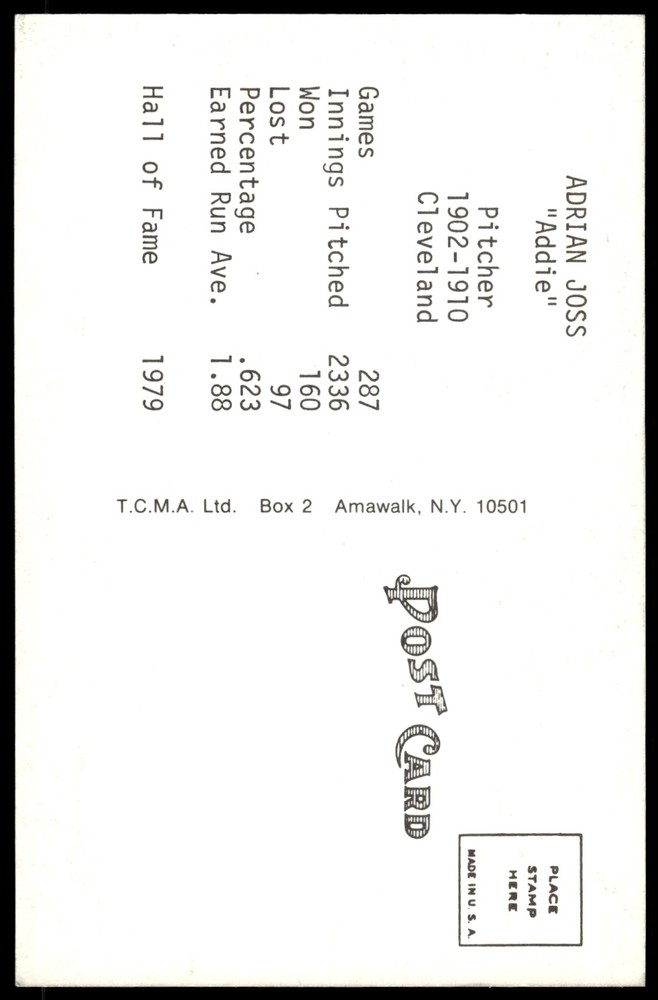 ADRIAN JOSS
"Addie"
Pitcher
1902-1910
Cleveland
Games 287
Innings Pitched 2336
Won 160
Lost 97
Percentage .623
Earned Run Ave. 1.88
Hall of Fame 1979
T.C.M.A. Ltd. Box 2 Amawalk, N.Y. 10501
POST CARD
PLACE
STAMP
HERE
MADE IN U. S. A.